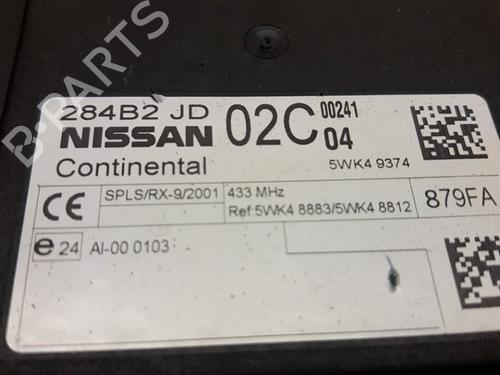 284B2 JD 02C 00241
NISSAN 04
Continental 5WK4 9374
CE SPLS/RX-9/2001 433 MHz 879FA
Ref:5WK4 8883/5WK4 8812
e 24 AI-00 0103
B-PARTS